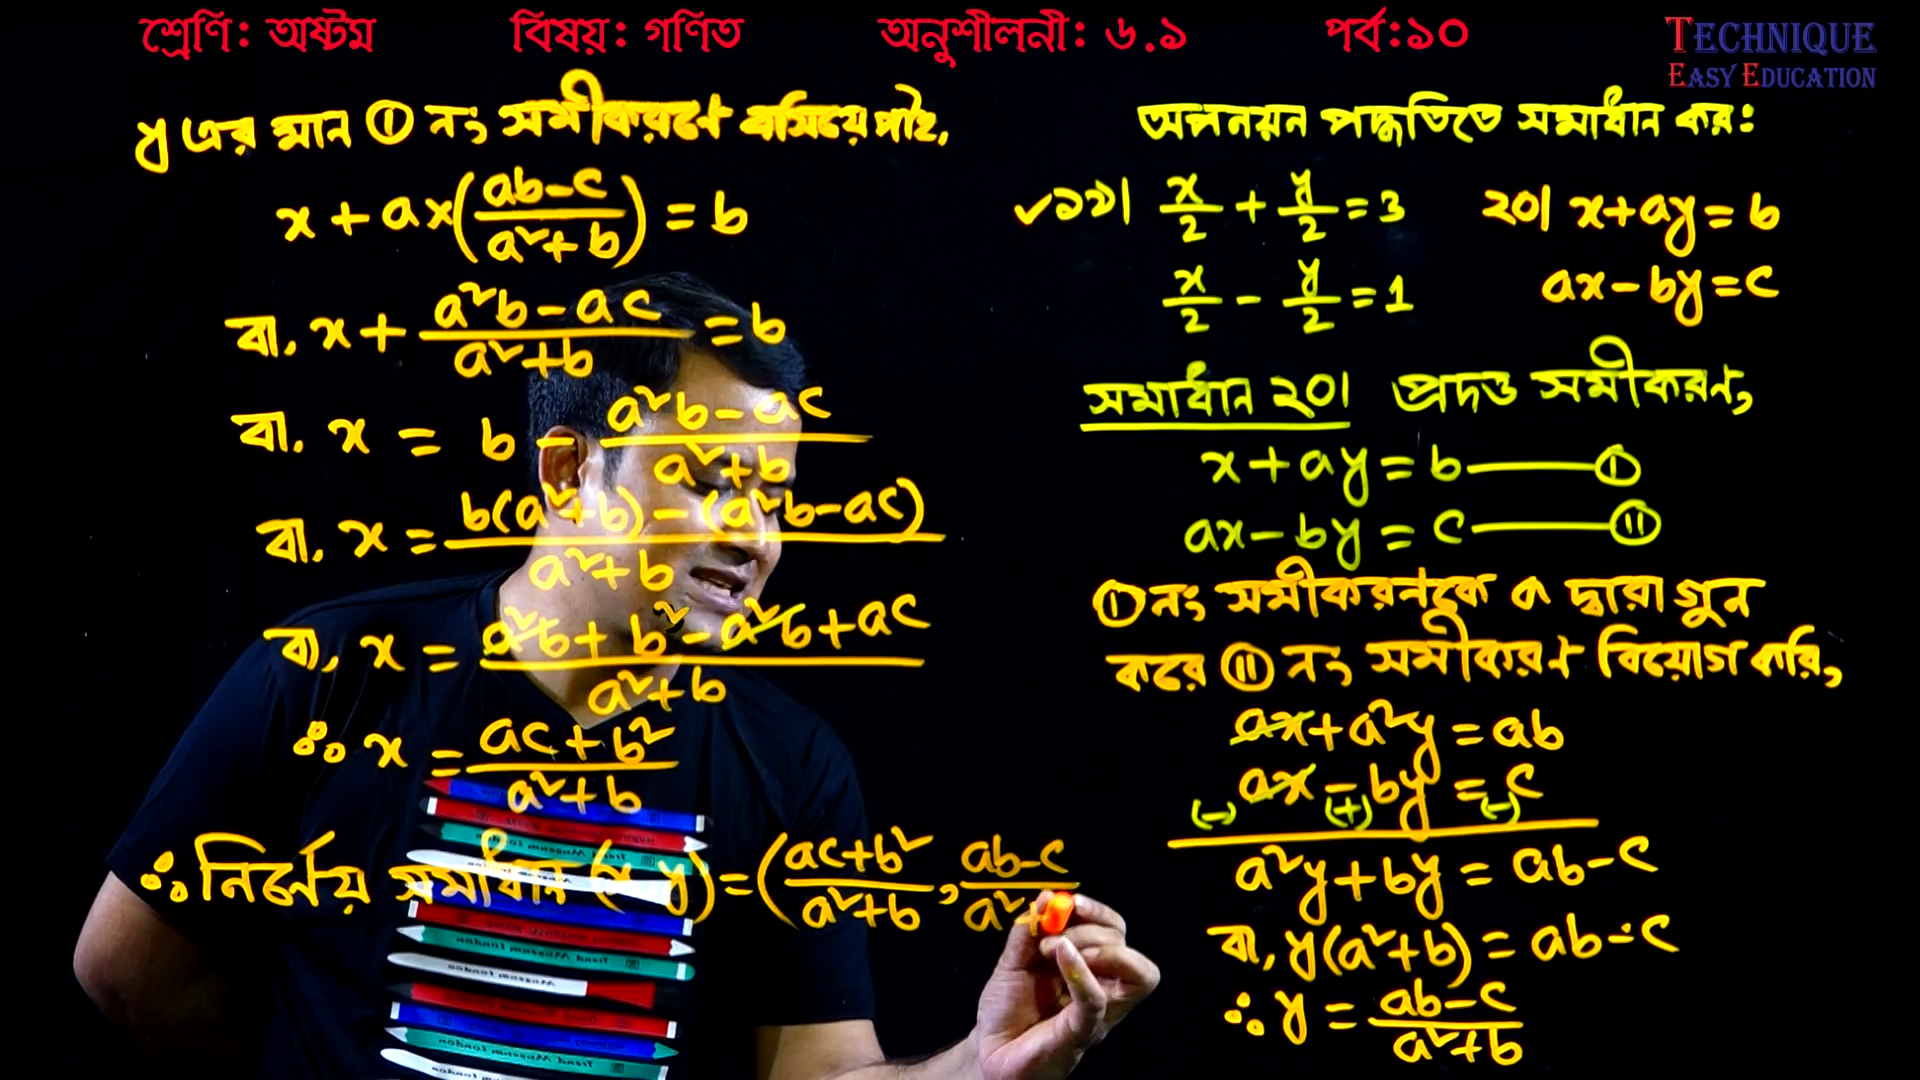 শ্রেণি: অষ্টম বিষয়: গণিত অনুশীলনী: ৬.১ পর্ব:১০
TECHNIQUE
EASY EDUCATION
y এর মান ① নং সমীকরণে বসিয়ে পাই,
x + a×((ab-c)/(a²+b)) = b
বা, x + (a²b-ac)/(a²+b) = b
বা, x = b - (a²b-ac)/(a²+b)
বা, x = (b(a²+b)-(a²b-ac))/(a²+b)
বা, x = (a²b+b²-a²b+ac)/(a²+b)
∴ x = (ac+b²)/(a²+b)
∴ নির্ণেয় সমাধান (x, y) = ((ac+b²)/(a²+b), (ab-c)/(a²+
অপনয়ন পদ্ধতিতে সমাধান কর:
✓১৯। x/2 + y/2 = 3 ২০। x+ay=b
x/2 - y/2 = 1 ax-by=c
সমাধান ২০। প্রদত্ত সমীকরণ,
x+ay=b — ⓘ
ax-by=c — ⓘⓘ
ⓘ নং সমীকরণকে a দ্বারা গুন
করে ⓘⓘ নং সমীকরণ বিয়োগ করি,
ax+a²y=ab
ax-by=c
(-) (+) (-)
a²y+by=ab-c
বা, y(a²+b)=ab-c
∴ y = (ab-c)/(a²+b)